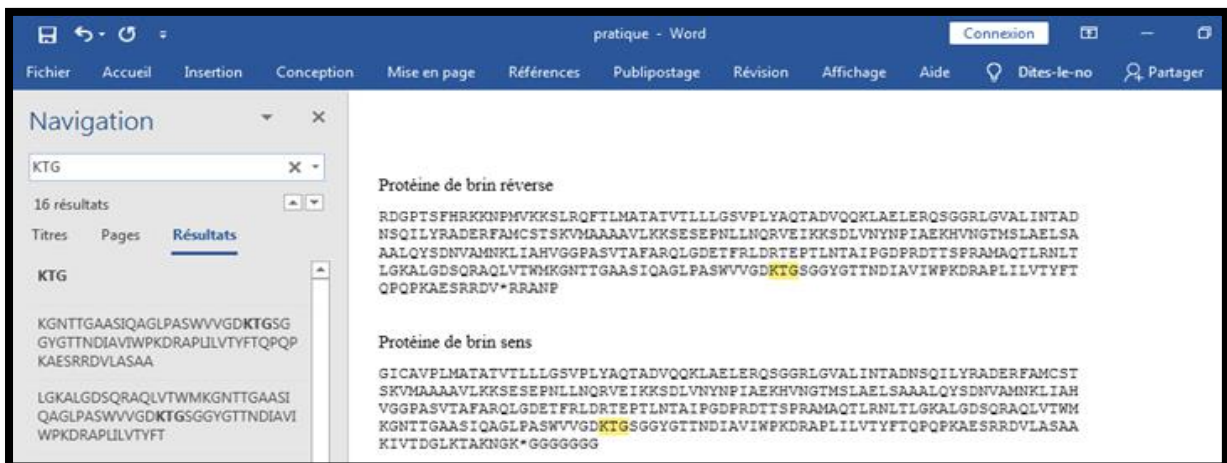 pratique - Word
Connexion
Fichier Accueil Insertion Conception Mise en page Références Publipostage Révision Affichage Aide Dites-le-no Partager
Navigation
KTG
16 résultats
Titres Pages Résultats
KTG
KGNTTGAASIQAGLPASWVVGDKTGSG
GYGTTNDIAVIWPKDRAPLILVTYFTQPQP
KAESRRDVLASAA
LGKALGDSQRAQLVTWMKGNTTGAASI
QAGLPASWVVGDKTGSGGYGTTNDIAVI
WPKDRAPLILVTYFT
Protéine de brin réverse
RDGPTSFHRKKNPMVKKSLRQFTLMATATVTLLLGSVPLYAQTADVQQKLAELERQSGGRLGVALINTAD
NSQILYRADERFAMCSTSKVMAAAAVLKKSESEPNLLNQRVEIKKSDLVNYNPIAEKHVNGTMSLAELSA
AALQYSDNVAMNKLIAHVGGPASVTAFARQLGDETFRLDRTEPTLNTAIPGDPRDTTSPRAMAQTLRNLT
LGKALGDSQRAQLVTWMKGNTTGAASIQAGLPASWVVGDKTGSGGYGTTNDIAVIWPKDRAPLILVTYFT
QPQPKAESRRDV*RRANP
Protéine de brin sens
GICAVPLMATATVTLLLGSVPLYAQTADVQQKLAELERQSGGRLGVALINTADNSQILYRADERFAMCST
SKVMAAAAVLKKSESEPNLLNQRVEIKKSDLVNYNPIAEKHVNGTMSLAELSAAALQYSDNVAMNKLIAH
VGGPASVTAFARQLGDETFRLDRTEPTLNTAIPGDPRDTTSPRAMAQTLRNLTLGKALGDSQRAQLVTWM
KGNTTGAASIQAGLPASWVVGDKTGSGGYGTTNDIAVIWPKDRAPLILVTYFTQPQPKAESRRDVLASAA
KIVTDGLKTAKNGK*GGGGGGG